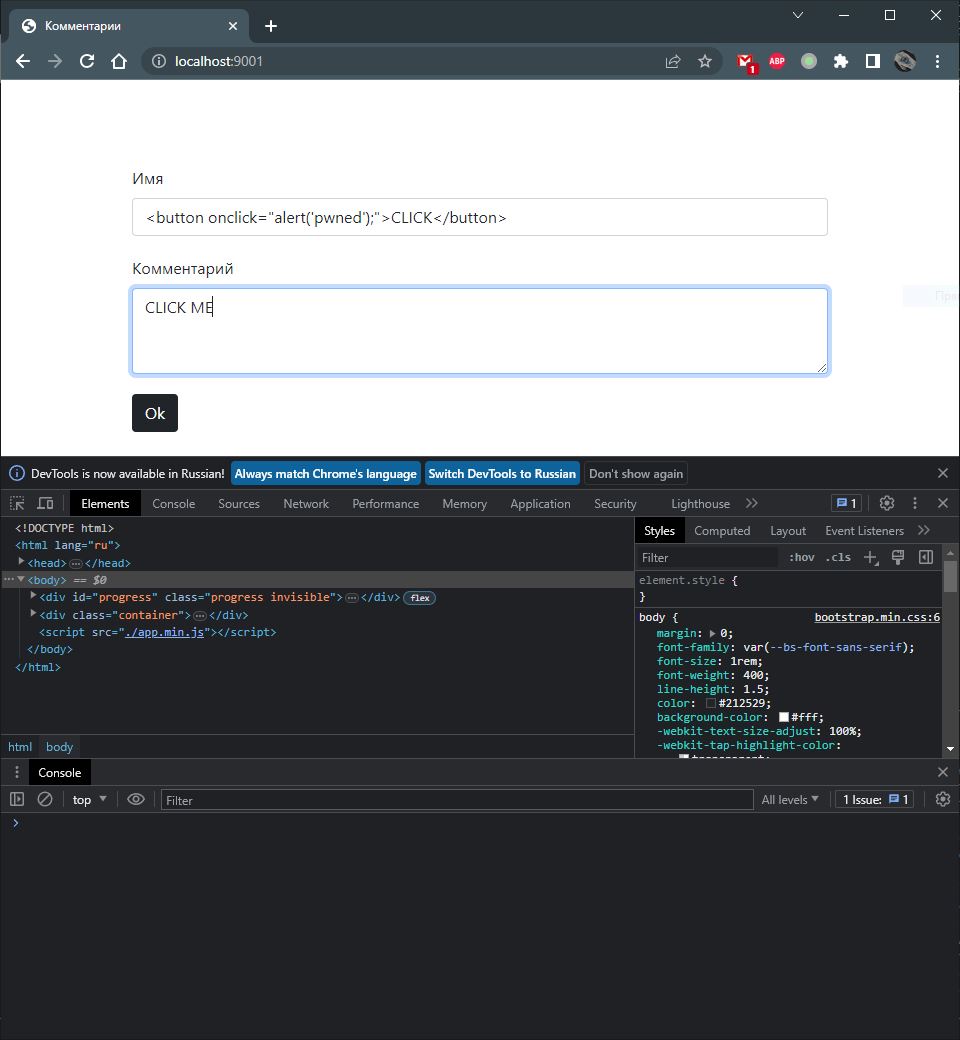 Комментарии
localhost:9001
1
ABP
Имя
<button onclick="alert('pwned');">CLICK</button>
Комментарий
CLICK ME
Ok
DevTools is now available in Russian! Always match Chrome's language Switch DevTools to Russian Don't show again
Elements Console Sources Network Performance Memory Application Security Lighthouse 1
<!DOCTYPE html>
<html lang="ru">
<head>…</head>
<body> == $0
<div id="progress" class="progress invisible">…</div> flex
<div class="container">…</div>
<script src="./app.min.js"></script>
</body>
</html>
html body
Styles Computed Layout Event Listeners
Filter :hov .cls
element.style {
}
body { bootstrap.min.css:6
margin: 0;
font-family: var(--bs-font-sans-serif);
font-size: 1rem;
font-weight: 400;
line-height: 1.5;
color: #212529;
background-color: #fff;
-webkit-text-size-adjust: 100%;
-webkit-tap-highlight-color:
transparent;
Console
top Filter All levels 1 Issue: 1